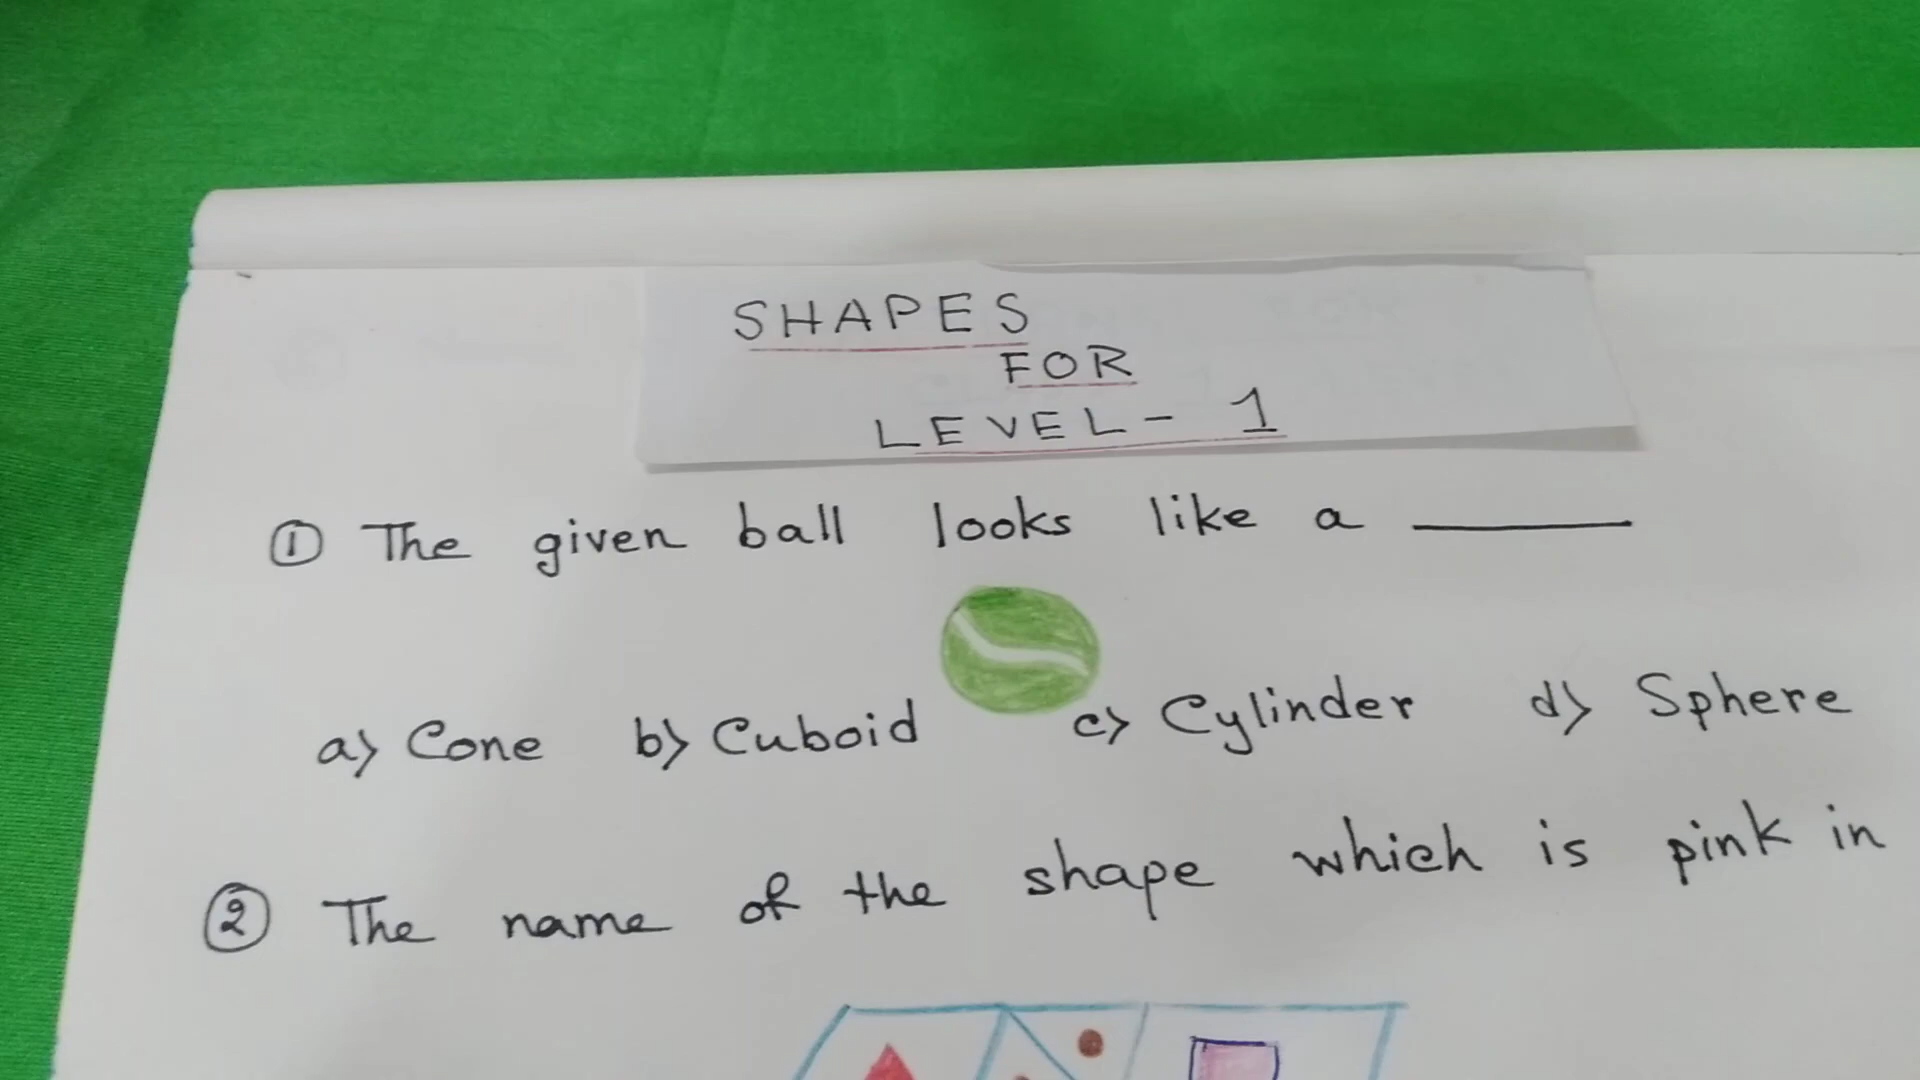 SHAPES
FOR
LEVEL - 1
① The given ball looks like a ______
a) Cone b) Cuboid c) Cylinder d) Sphere
② The name of the shape which is pink in